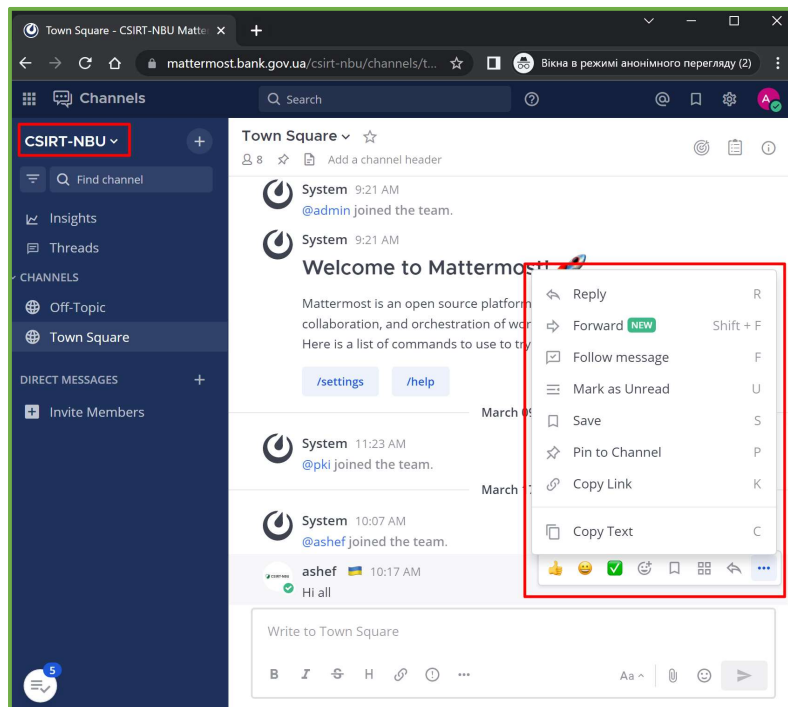 Town Square - CSIRT-NBU Matter
mattermost.bank.gov.ua/csirt-nbu/channels/t...
Вікна в режимі анонімного перегляду (2)
Channels
Search
CSIRT-NBU
Find channel
Insights
Threads
CHANNELS
Off-Topic
Town Square
DIRECT MESSAGES
Invite Members
5
Town Square
8 Add a channel header
System 9:21 AM
@admin joined the team.
System 9:21 AM
Welcome to Mattermost!
Mattermost is an open source platform
collaboration, and orchestration of wor
Here is a list of commands to use to try
/settings /help
March 09
System 11:23 AM
@pki joined the team.
March 17
System 10:07 AM
@ashef joined the team.
CSIRT-NBU
ashef 10:17 AM
Hi all
Reply R
Forward NEW Shift + F
Follow message F
Mark as Unread U
Save S
Pin to Channel P
Copy Link K
Copy Text C
Write to Town Square
B I S H Aa
A